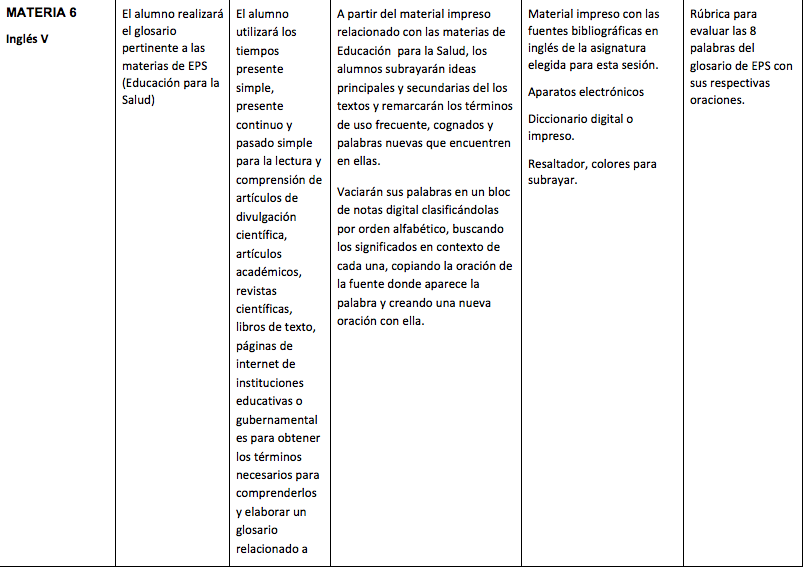 MATERIA 6
Inglés V
El alumno realizará
el glosario
pertinente a las
materias de EPS
(Educación para la
Salud)
El alumno
utilizará los
tiempos
presente
simple,
presente
continuo y
pasado simple
para la lectura y
comprensión de
artículos de
divulgación
científica,
artículos
académicos,
revistas
científicas,
libros de texto,
páginas de
internet de
instituciones
educativas o
gubernamental
es para obtener
los términos
necesarios para
comprenderlos
y elaborar un
glosario
relacionado a
A partir del material impreso
relacionado con las materias de
Educación para la Salud, los
alumnos subrayarán ideas
principales y secundarias del los
textos y remarcarán los términos
de uso frecuente, cognados y
palabras nuevas que encuentren
en ellas.
Vaciarán sus palabras en un bloc
de notas digital clasificándolas
por orden alfabético, buscando
los significados en contexto de
cada una, copiando la oración de
la fuente donde aparece la
palabra y creando una nueva
oración con ella.
Material impreso con las
fuentes bibliográficas en
inglés de la asignatura
elegida para esta sesión.
Aparatos electrónicos
Diccionario digital o
impreso.
Resaltador, colores para
subrayar.
Rúbrica para
evaluar las 8
palabras del
glosario de EPS con
sus respectivas
oraciones.